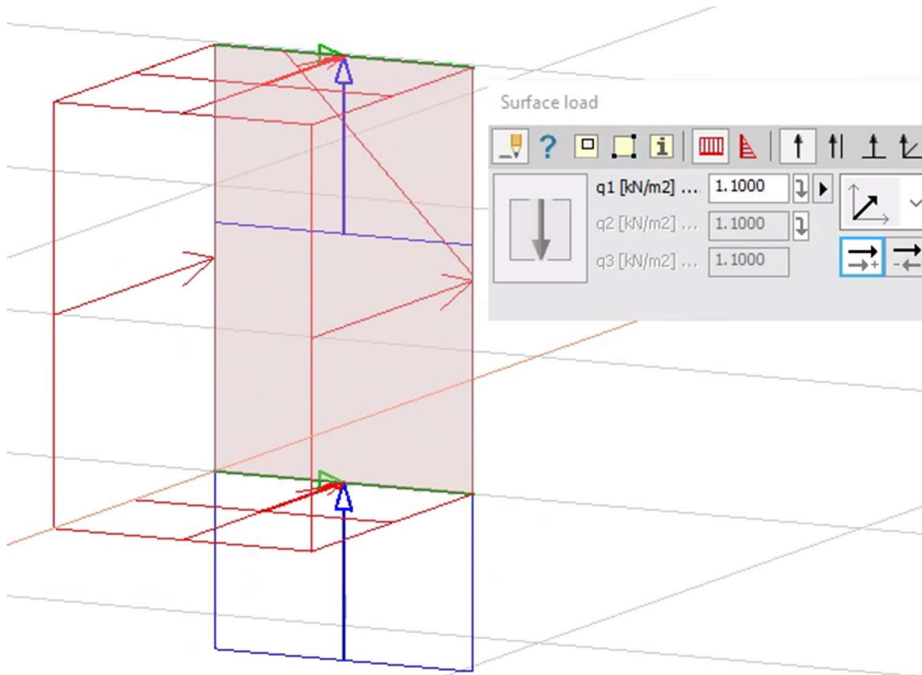 Surface load
q1 [kN/m2] ... 1.1000
q2 [kN/m2] ... 1.1000
q3 [kN/m2] ... 1.1000